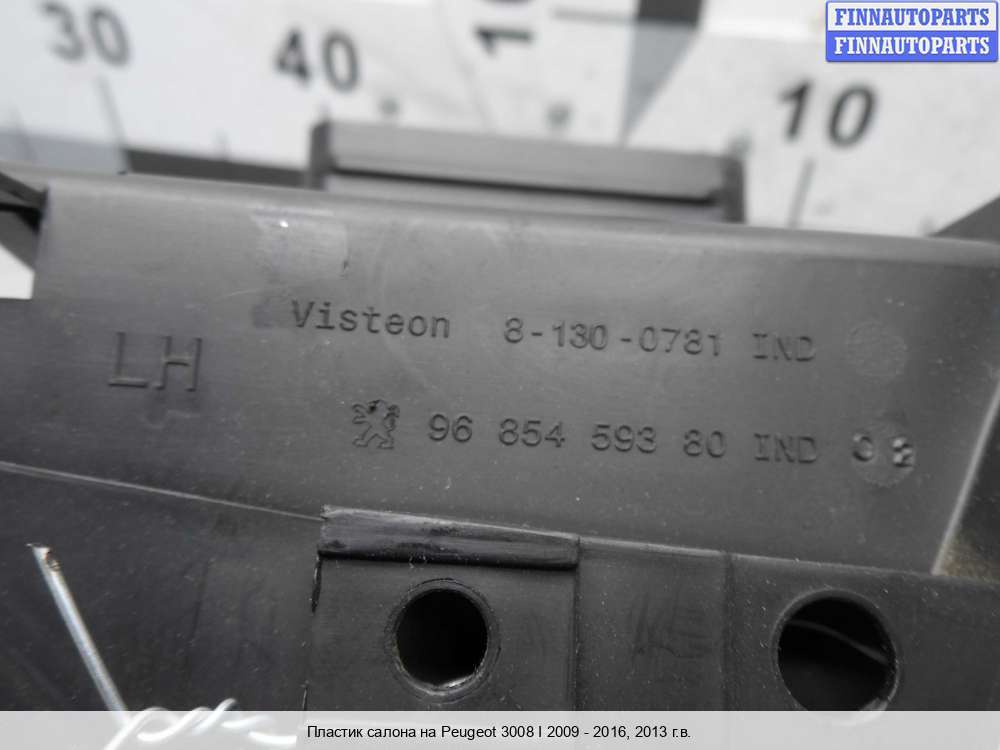 FINNAUTOPARTS
FINNAUTOPARTS
30 40 10
Visteon 8-130-0781 IND
LH
96 854 593 80 IND
Пластик салона на Peugeot 3008 I 2009 - 2016, 2013 г.в.